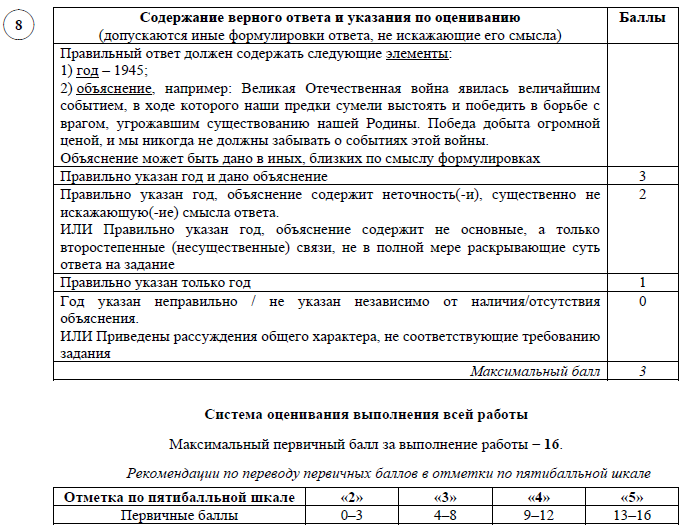 8
Содержание верного ответа и указания по оцениванию
(допускаются иные формулировки ответа, не искажающие его смысла)
Баллы
Правильный ответ должен содержать следующие элементы:
1) год – 1945;
2) объяснение, например: Великая Отечественная война явилась величайшим
событием, в ходе которого наши предки сумели выстоять и победить в борьбе с
врагом, угрожавшим существованию нашей Родины. Победа добыта огромной
ценой, и мы никогда не должны забывать о событиях этой войны.
Объяснение может быть дано в иных, близких по смыслу формулировках
Правильно указан год и дано объяснение 3
Правильно указан год, объяснение содержит неточность(-и), существенно не 2
искажающую(-ие) смысла ответа.
ИЛИ Правильно указан год, объяснение содержит не основные, а только
второстепенные (несущественные) связи, не в полной мере раскрывающие суть
ответа на задание
Правильно указан только год 1
Год указан неправильно / не указан независимо от наличия/отсутствия 0
объяснения.
ИЛИ Приведены рассуждения общего характера, не соответствующие требованию
задания
Максимальный балл 3
Система оценивания выполнения всей работы
Максимальный первичный балл за выполнение работы – 16.
Рекомендации по переводу первичных баллов в отметки по пятибалльной шкале
Отметка по пятибалльной шкале «2» «3» «4» «5»
Первичные баллы 0–3 4–8 9–12 13–16